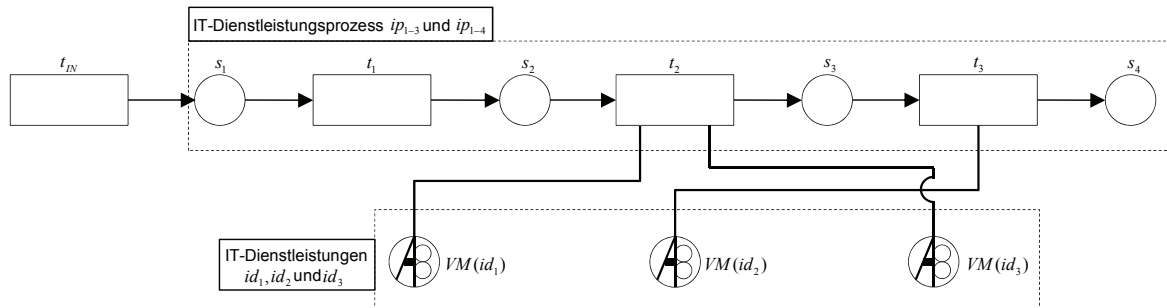 IT-Dienstleistungsprozess ip₁₋₃ und ip₁₋₄
t_IN
s₁
t₁
s₂
t₂
s₃
t₃
s₄
IT-Dienstleistungen
id₁, id₂ und id₃
VM(id₁)
VM(id₂)
VM(id₃)